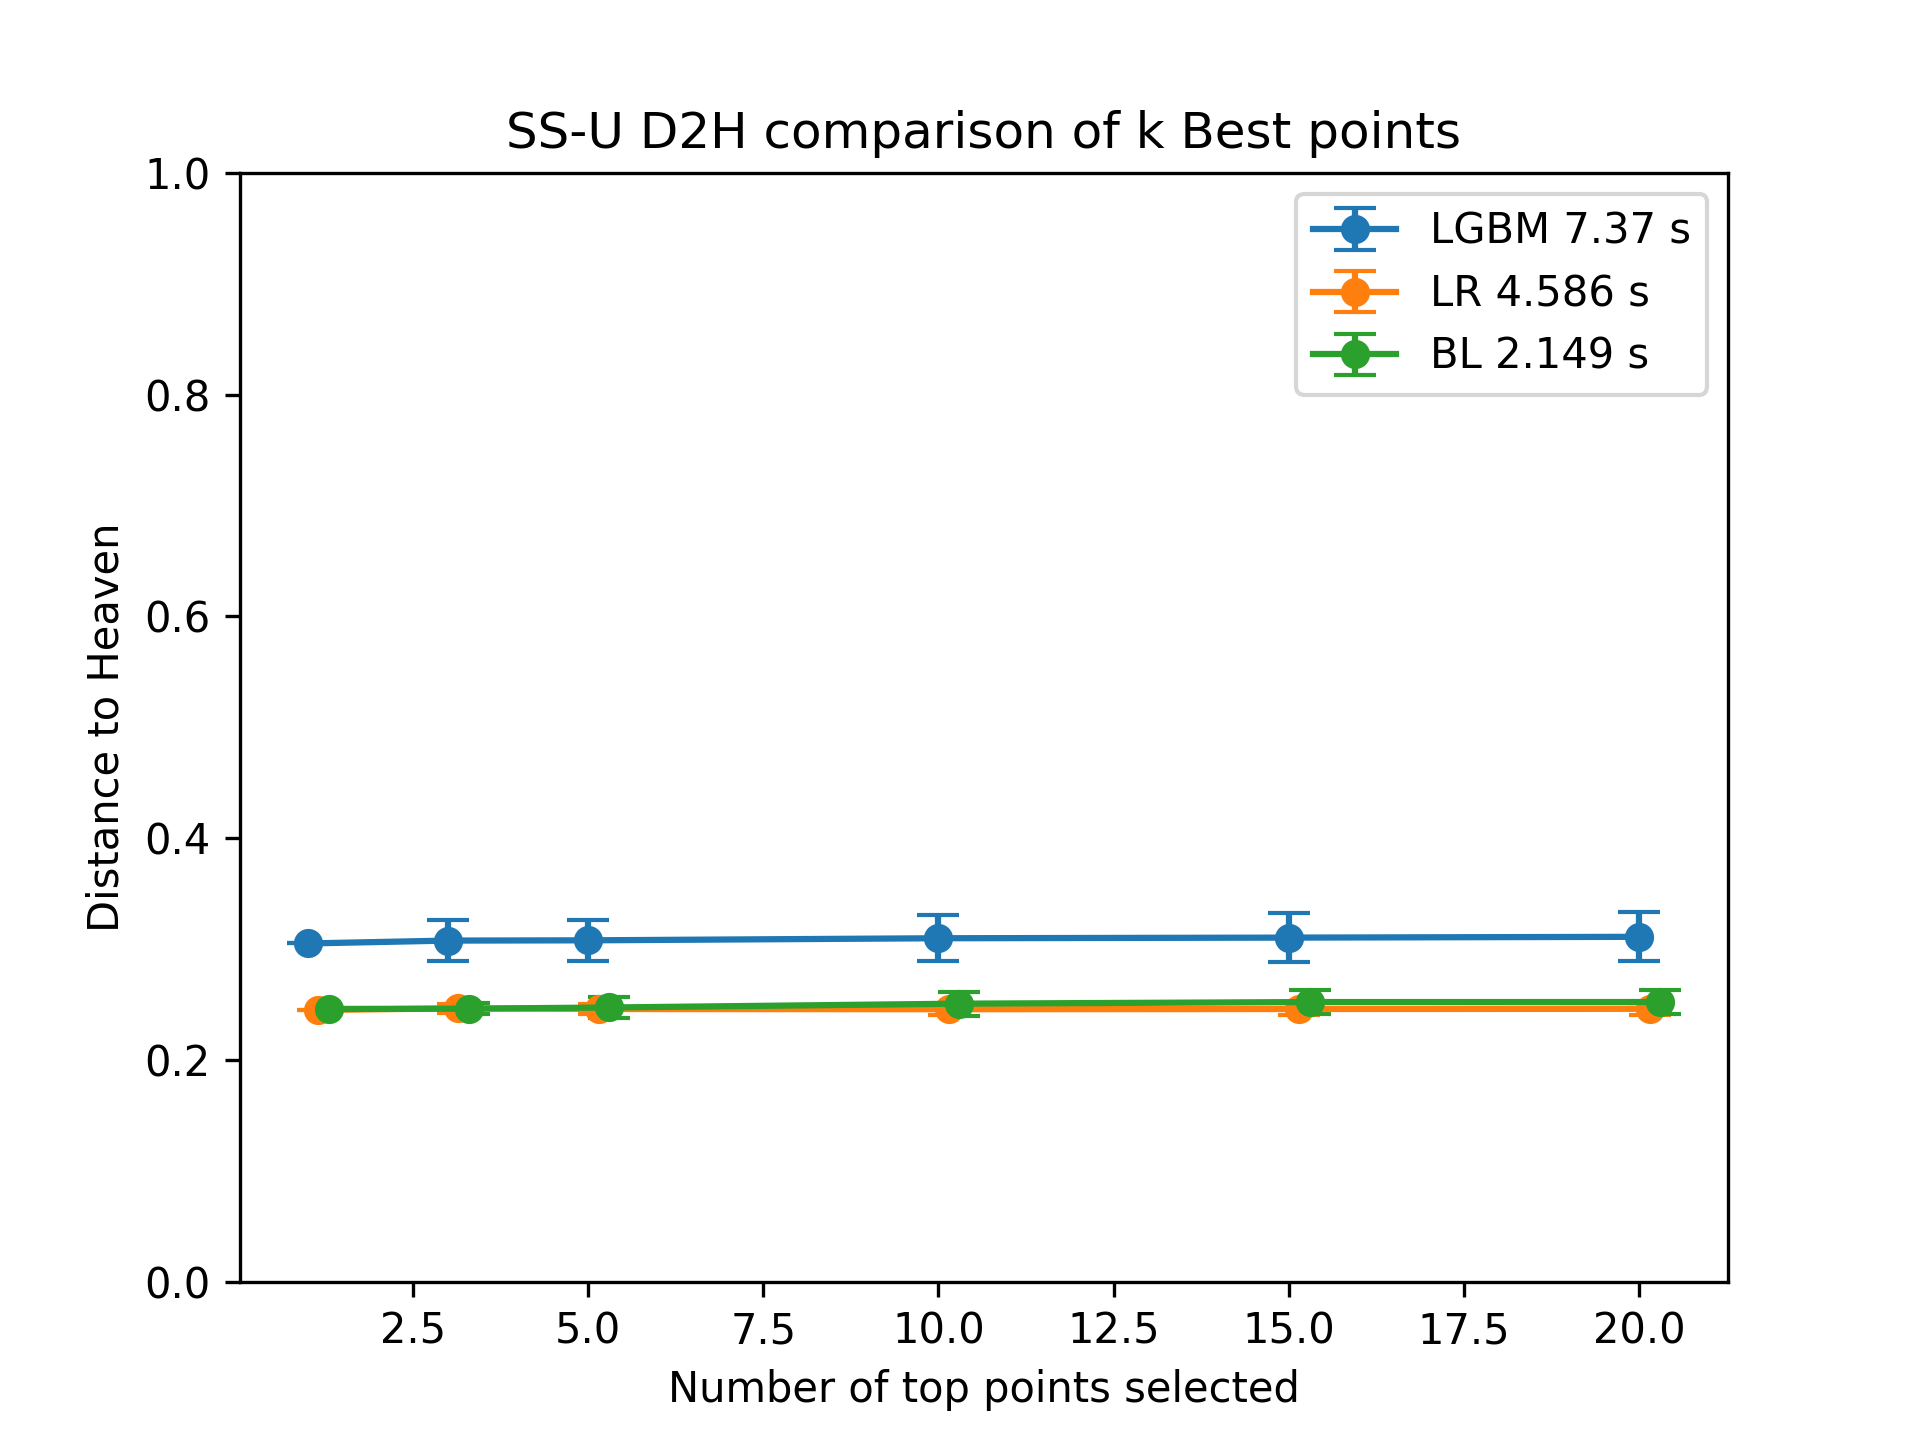 SS-U D2H comparison of k Best points
1.0
0.8
0.6
0.4
0.2
0.0
Distance to Heaven
LGBM 7.37 s
LR 4.586 s
BL 2.149 s
2.5 5.0 7.5 10.0 12.5 15.0 17.5 20.0
Number of top points selected